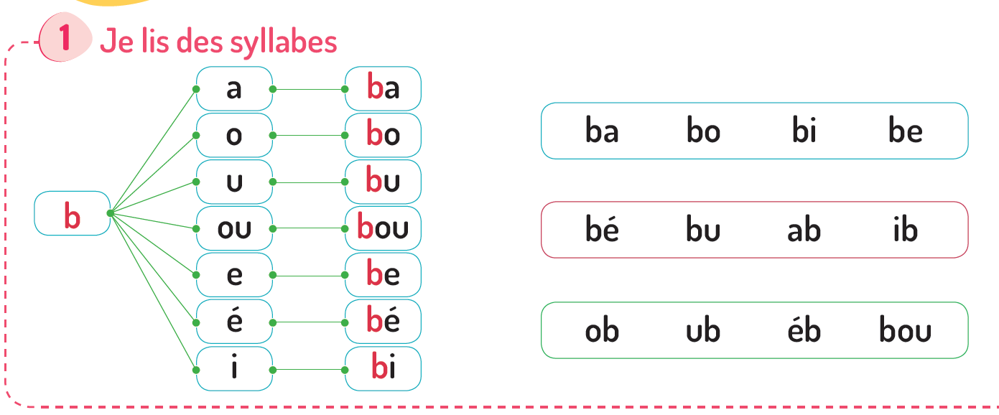 1 Je lis des syllabes
a ba
o bo
u bu
ou bou
b
e be
é bé
i bi
ba bo bi be
bé bu ab ib
ob ub éb bou